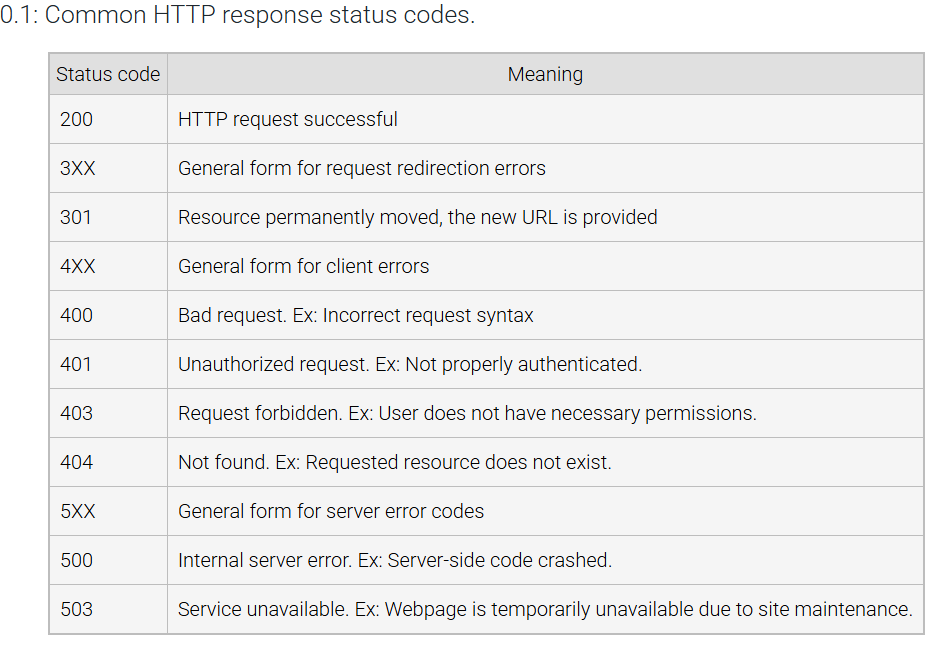 0.1: Common HTTP response status codes.
Status code Meaning
200 HTTP request successful
3XX General form for request redirection errors
301 Resource permanently moved, the new URL is provided
4XX General form for client errors
400 Bad request. Ex: Incorrect request syntax
401 Unauthorized request. Ex: Not properly authenticated.
403 Request forbidden. Ex: User does not have necessary permissions.
404 Not found. Ex: Requested resource does not exist.
5XX General form for server error codes
500 Internal server error. Ex: Server-side code crashed.
503 Service unavailable. Ex: Webpage is temporarily unavailable due to site maintenance.